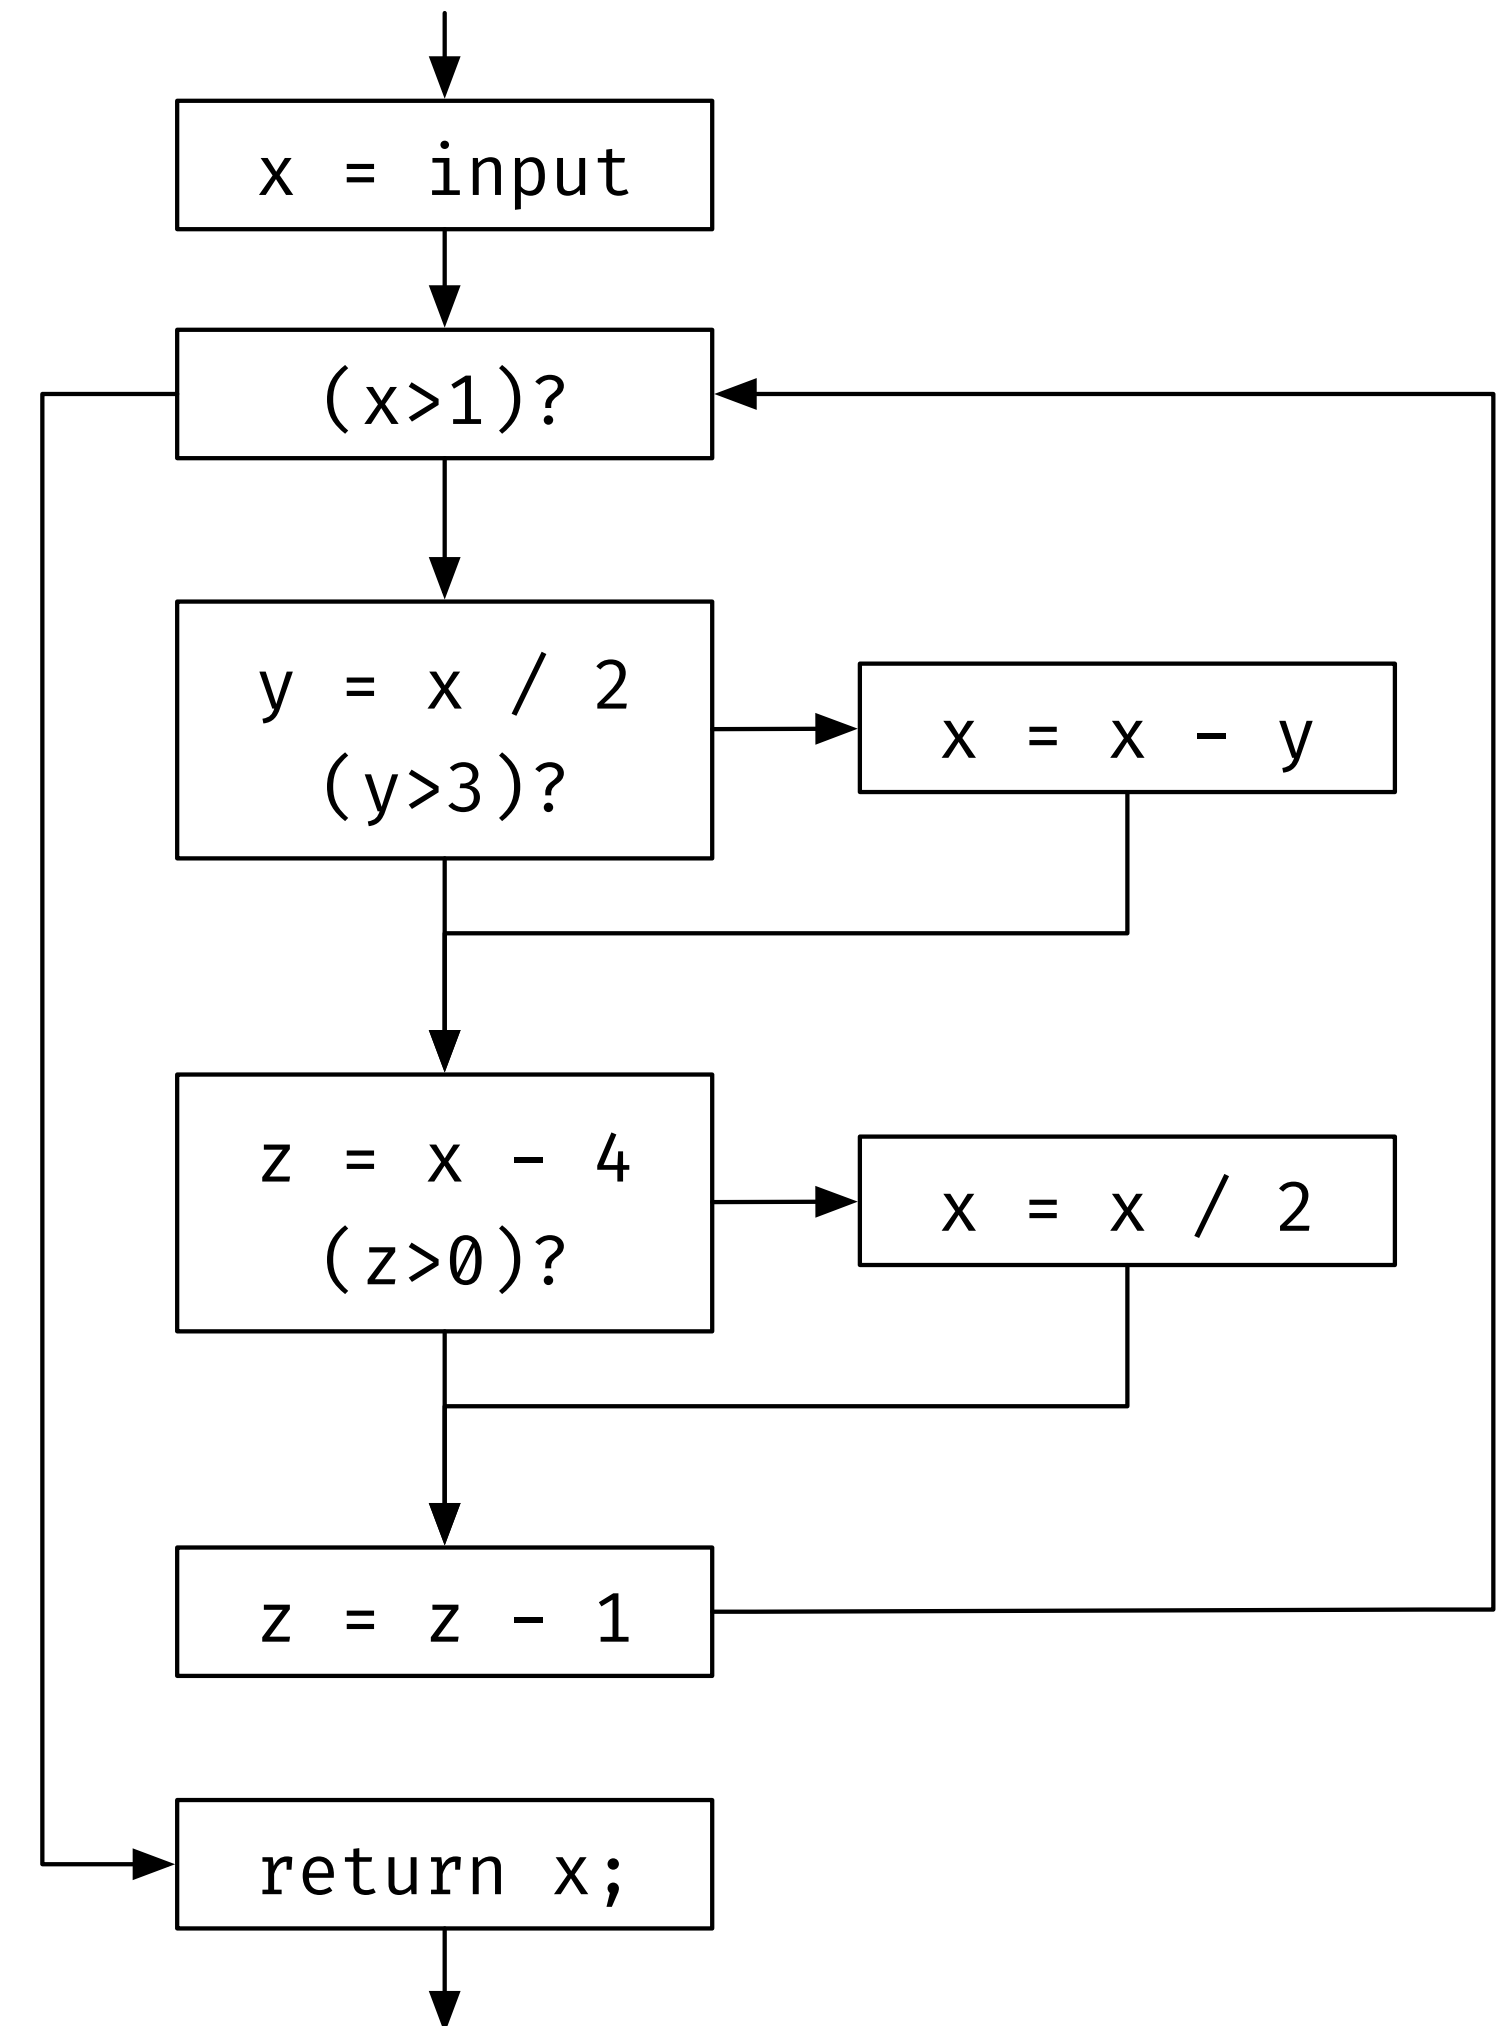 x = input
(x>1)?
y = x / 2
(y>3)?
x = x - y
z = x - 4
(z>0)?
x = x / 2
z = z - 1
return x;